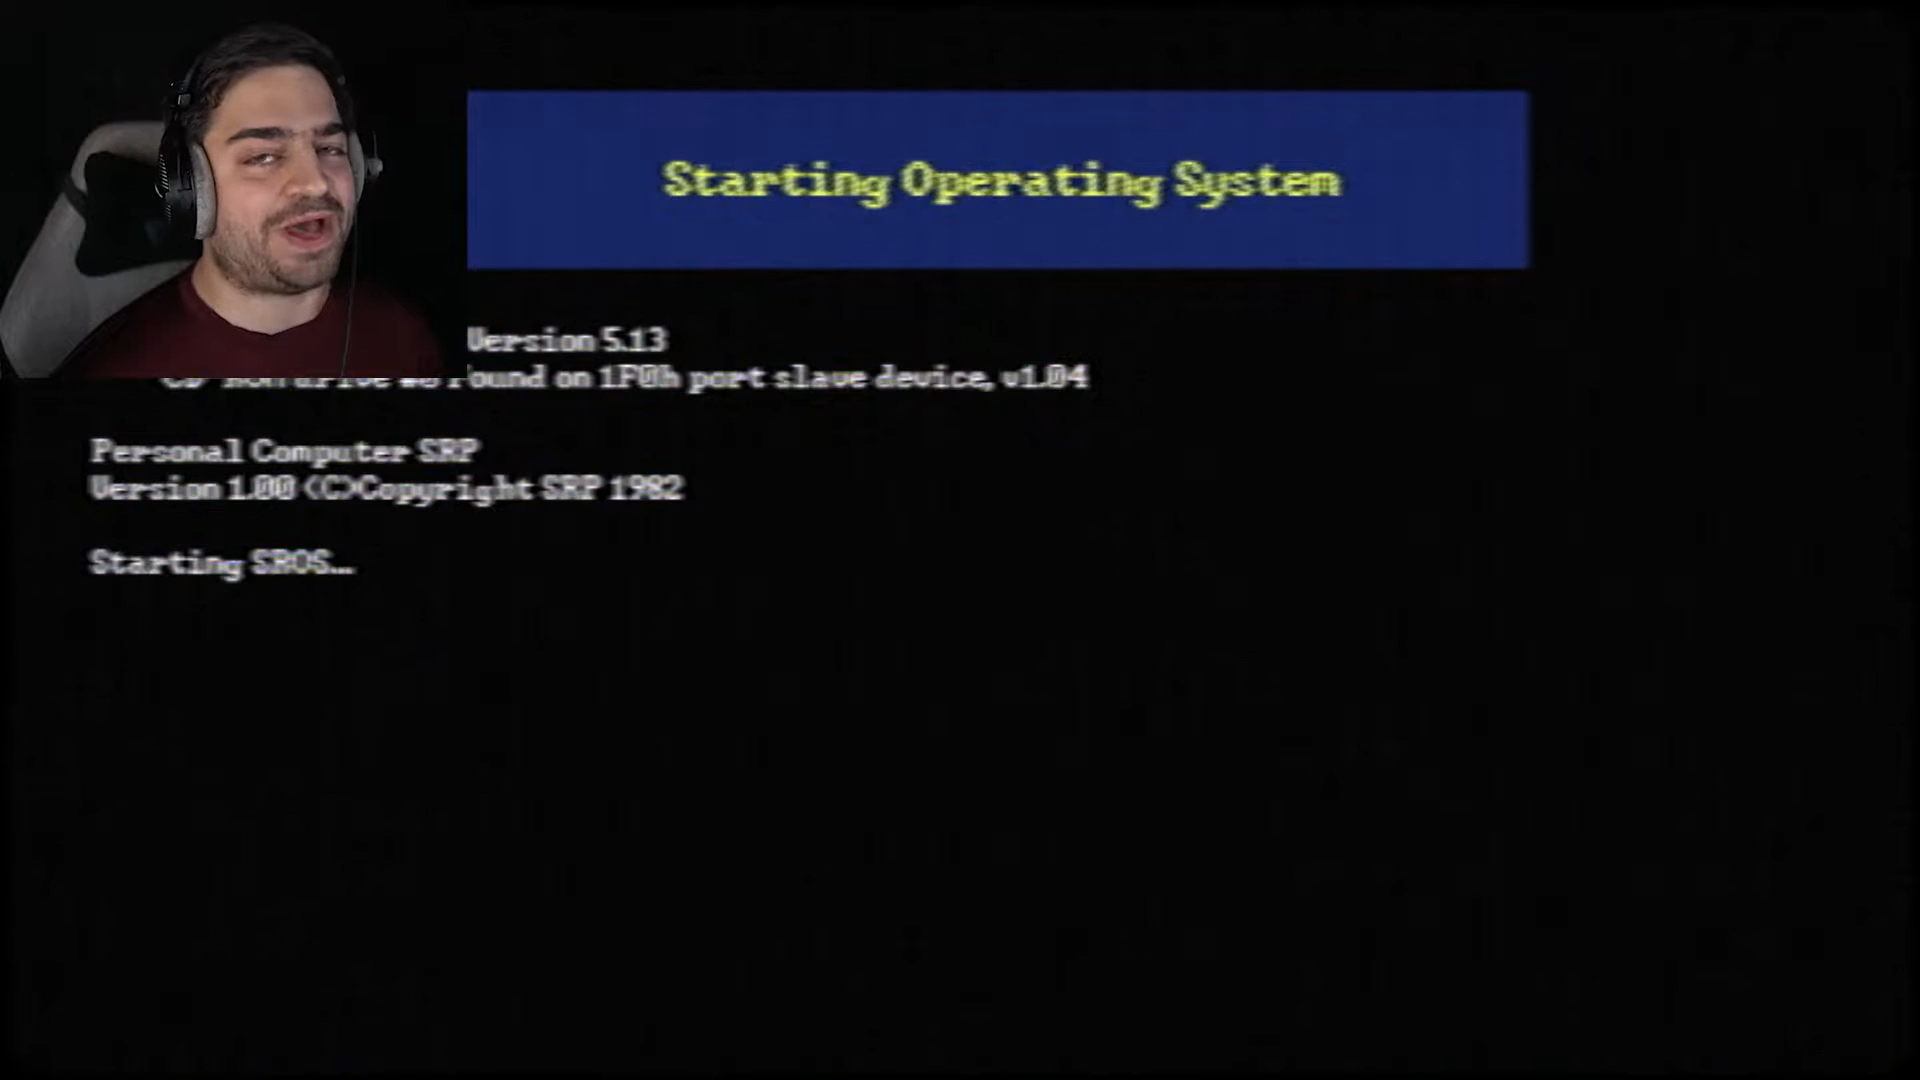 Starting Operating System
Version 5.13
found on 1F0h port slave device, v1.04
Personal Computer SRP
Version 1.00 (C)Copyright SRP 1982
Starting SROS...